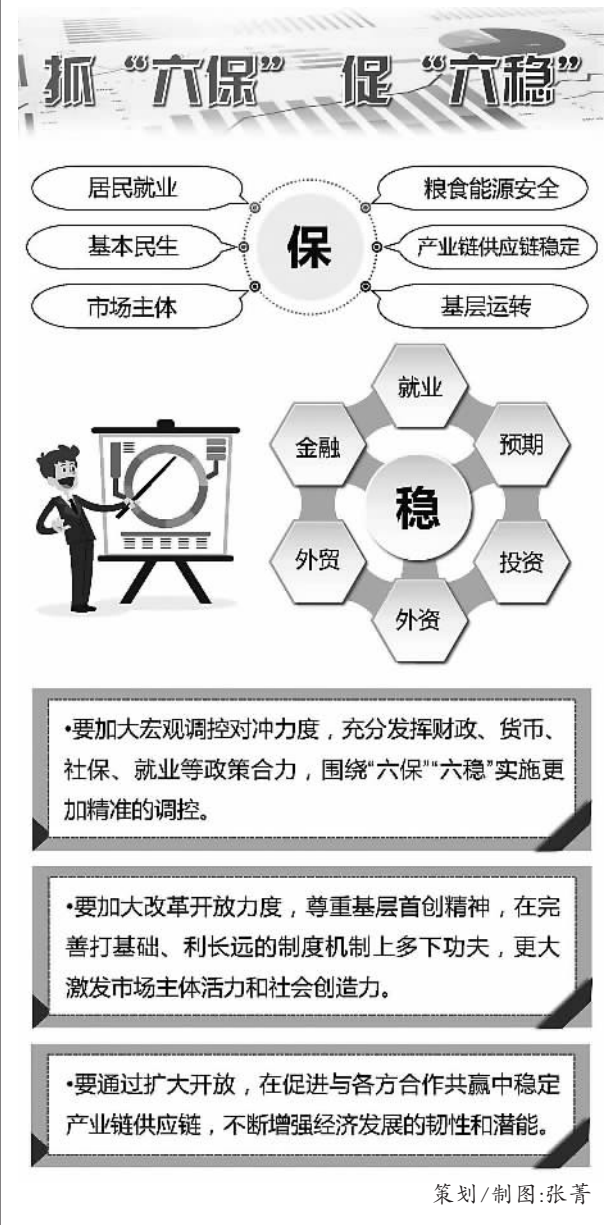 抓“六保” 促“六稳”
居民就业
粮食能源安全
基本民生
保
产业链供应链稳定
市场主体
基层运转
就业
金融
预期
稳
外贸
投资
外资
•要加大宏观调控对冲力度，充分发挥财政、货币、
社保、就业等政策合力，围绕“六保”“六稳”实施更
加精准的调控。
•要加大改革开放力度，尊重基层首创精神，在完
善打基础、利长远的制度机制上多下功夫，更大
激发市场主体活力和社会创造力。
•要通过扩大开放，在促进与各方合作共赢中稳定
产业链供应链，不断增强经济发展的韧性和潜能。
策划/制图:张菁